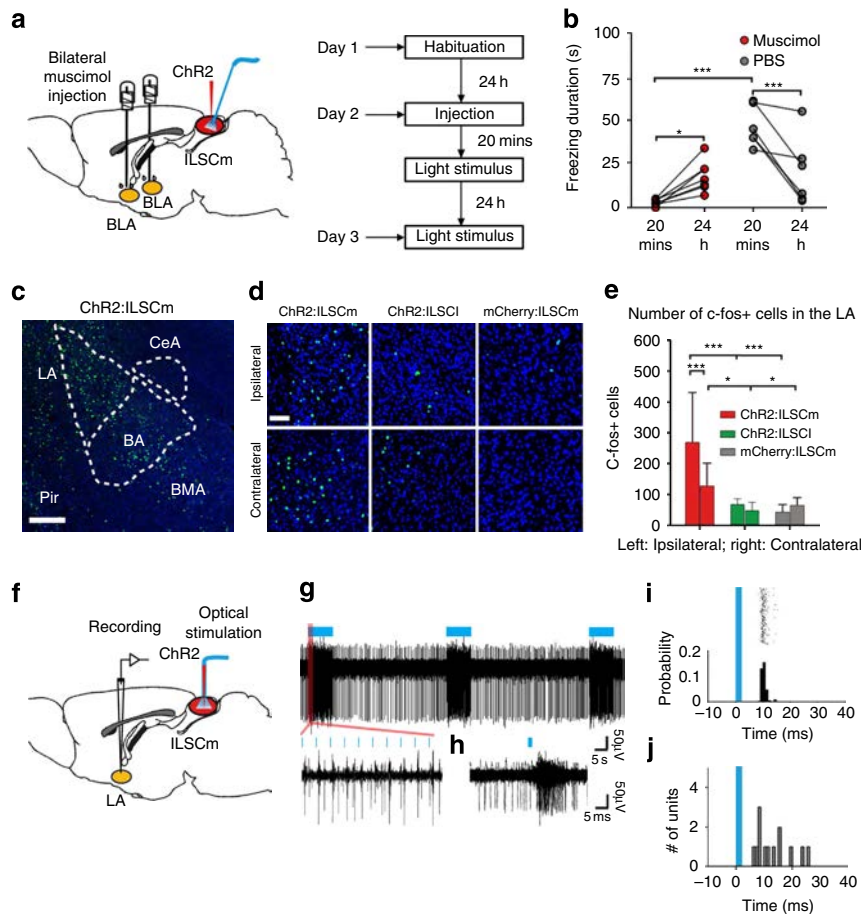 a
Bilateral
muscimol
injection
ChR2
ILSCm
BLA
BLA
Day 1
Habituation
24 h
Day 2
Injection
20 mins
Light stimulus
24 h
Day 3
Light stimulus
b
Freezing duration (s)
100
75
50
25
0
Muscimol
PBS
***
***
*
20 mins
24 h
20 mins
24 h
c
ChR2:ILSCm
CeA
LA
BA
Pir
BMA
d
ChR2:ILSCm
ChR2:ILSCI
mCherry:ILSCm
Ipsilateral
Contralateral
e
Number of c-fos+ cells in the LA
C-fos+ cells
600
500
400
300
200
100
0
***
***
***
*
*
ChR2:ILSCm
ChR2:ILSCI
mCherry:ILSCm
Left: Ipsilateral; right: Contralateral
f
Recording
Optical
stimulation
ChR2
ILSCm
LA
g
50µV
5 s
h
50µV
5 ms
i
Probability
0.2
0.1
0
−10 0 10 20 30 40
Time (ms)
j
# of units
4
2
0
−10 0 10 20 30 40
Time (ms)